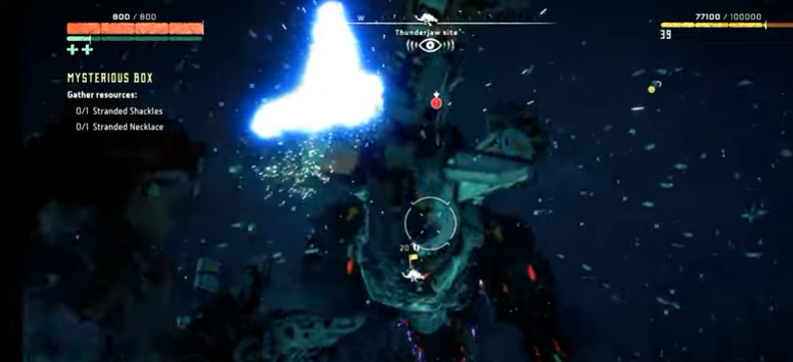 800 / 800
W F
Thunderjaw site
77100 / 100000
39
MYSTERIOUS BOX
Gather resources:
0/1 Stranded Shackles
0/1 Stranded Necklace
20